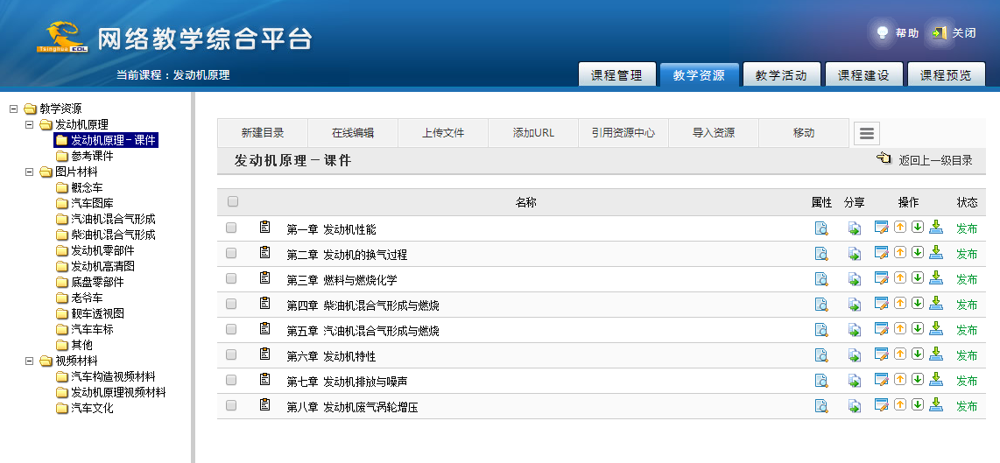 TsinghuaEOL
网络教学综合平台
帮助 关闭
当前课程：发动机原理
课程管理 教学资源 教学活动 课程建设 课程预览
教学资源
发动机原理
发动机原理－课件
参考课件
图片材料
概念车
汽车图库
汽油机混合气形成
柴油机混合气形成
发动机零部件
发动机高清图
底盘零部件
老爷车
靓车透视图
汽车车标
其他
视频材料
汽车构造视频材料
发动机原理视频材料
汽车文化
新建目录 在线编辑 上传文件 添加URL 引用资源中心 导入资源 移动
发动机原理－课件 返回上一级目录
名称 属性 分享 操作 状态
第一章 发动机性能 发布
第二章 发动机的换气过程 发布
第三章 燃料与燃烧化学 发布
第四章 柴油机混合气形成与燃烧 发布
第五章 汽油机混合气形成与燃烧 发布
第六章 发动机特性 发布
第七章 发动机排放与噪声 发布
第八章 发动机废气涡轮增压 发布